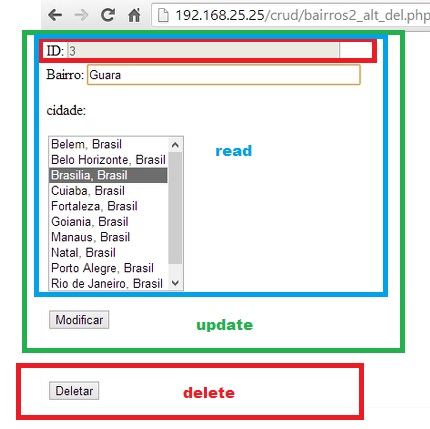 192.168.25.25/crud/bairros2_alt_del.php
ID: 3
Bairro: Guara
cidade:
Belem, Brasil
Belo Horizonte, Brasil
read
Brasilia, Brasil
Cuiaba, Brasil
Fortaleza, Brasil
Goiania, Brasil
Manaus, Brasil
Natal, Brasil
Porto Alegre, Brasil
Rio de Janeiro, Brasil
Modificar
update
Deletar
delete